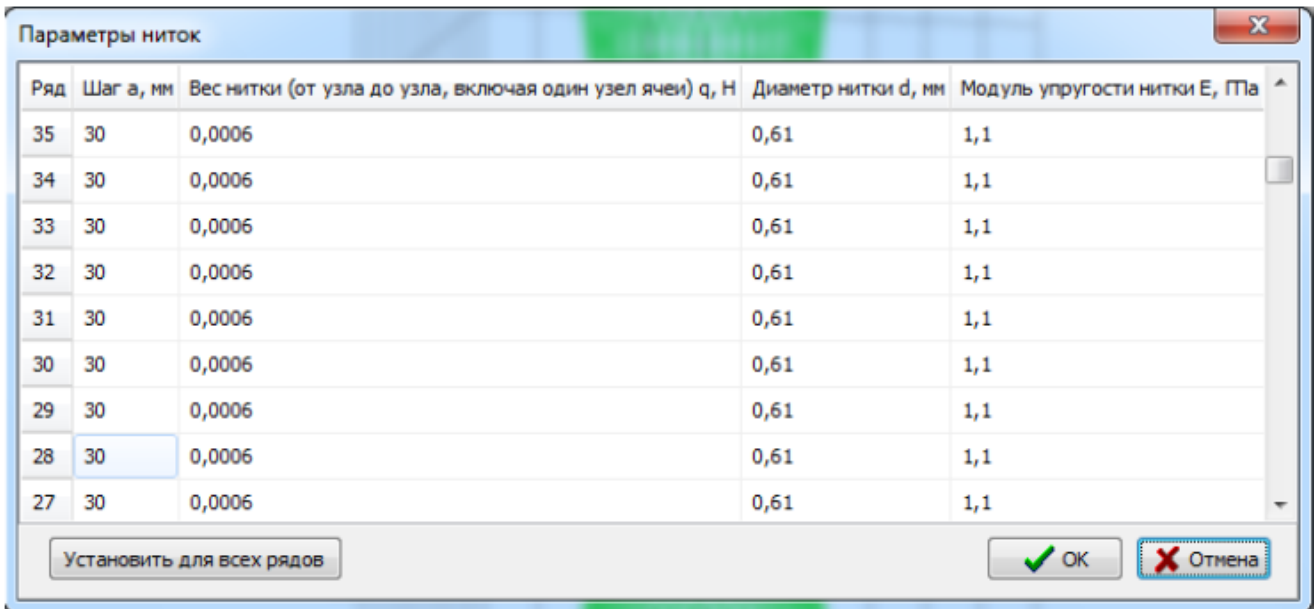 Параметры ниток
Ряд Шаг a, мм Вес нитки (от узла до узла, включая один узел ячеи) q, Н Диаметр нитки d, мм Модуль упругости нитки E, ГПа
35 30 0,0006 0,61 1,1
34 30 0,0006 0,61 1,1
33 30 0,0006 0,61 1,1
32 30 0,0006 0,61 1,1
31 30 0,0006 0,61 1,1
30 30 0,0006 0,61 1,1
29 30 0,0006 0,61 1,1
28 30 0,0006 0,61 1,1
27 30 0,0006 0,61 1,1
Установить для всех рядов OK Отмена